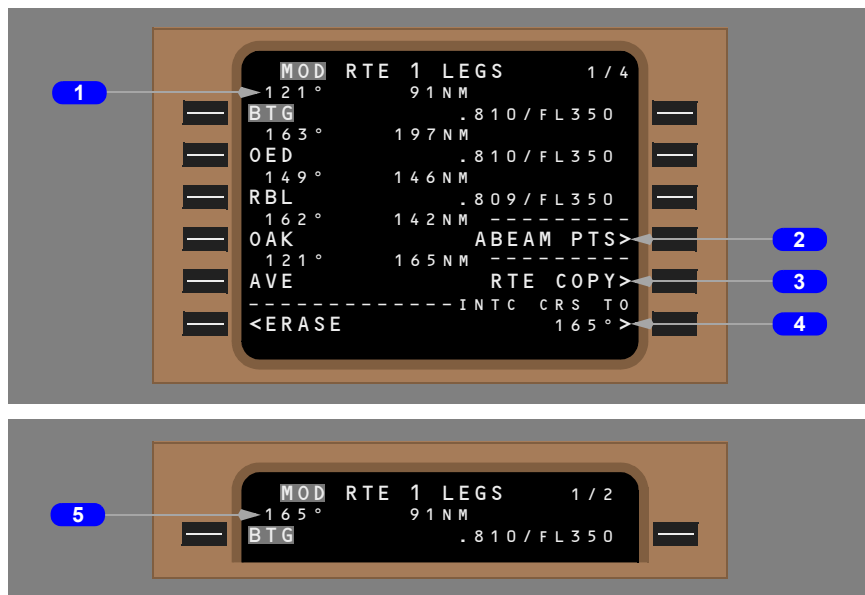 MOD RTE 1 LEGS 1/4
1
121° 91NM
BTG .810/FL350
163° 197NM
OED .810/FL350
149° 146NM
RBL .809/FL350
162° 142NM ---------
OAK ABEAM PTS> 2
121° 165NM ---------
AVE RTE COPY> 3
--------------INTC CRS TO
<ERASE 165°> 4
MOD RTE 1 LEGS 1/2
5
165° 91NM
BTG .810/FL350